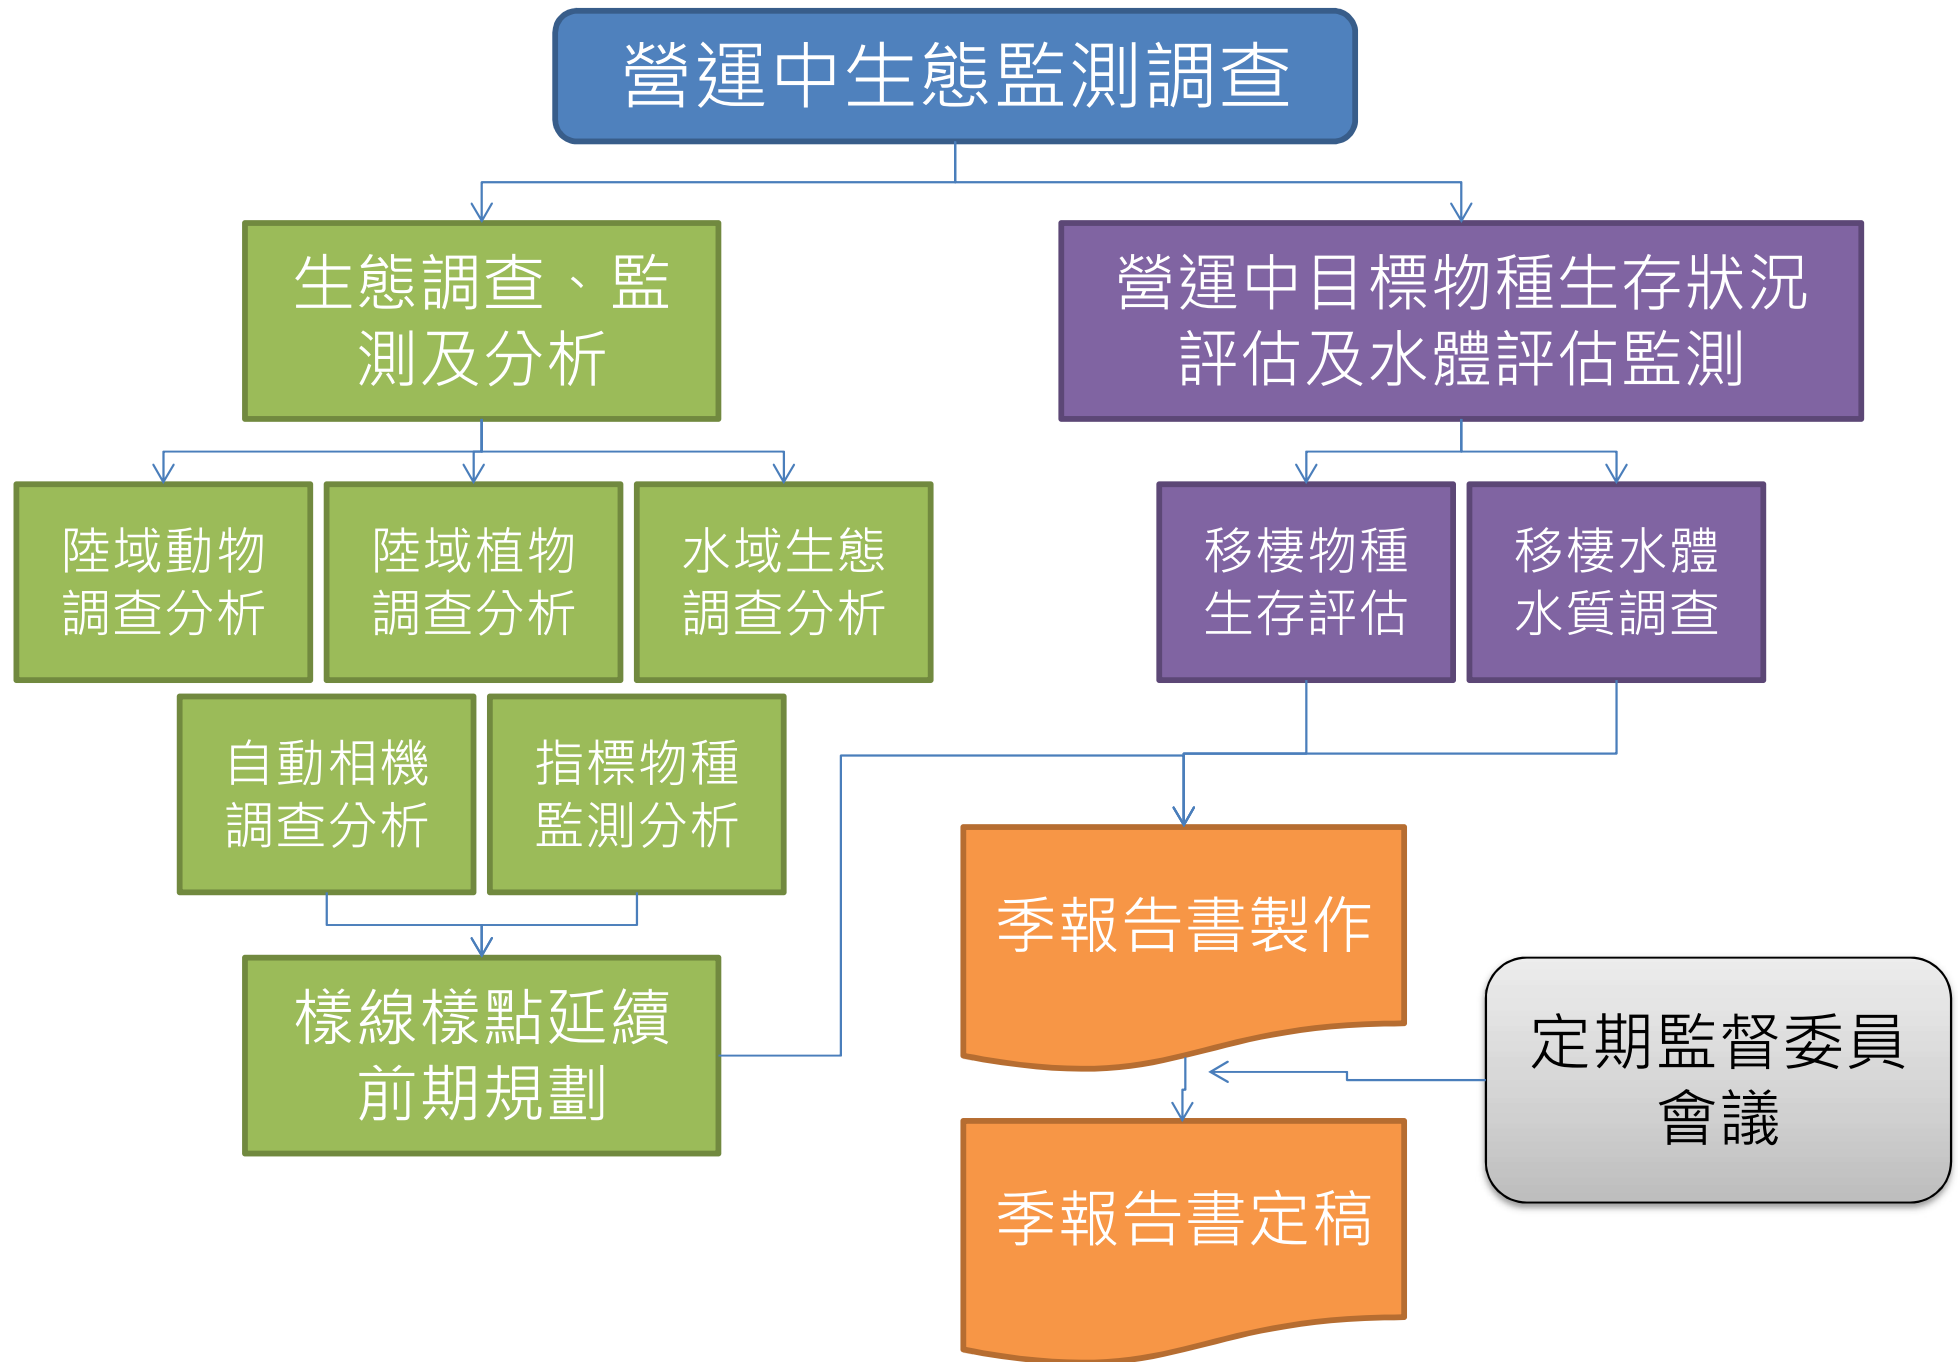 營運中生態監測調查
生態調查、監
測及分析
營運中目標物種生存狀況
評估及水體評估監測
陸域動物
調查分析
陸域植物
調查分析
水域生態
調查分析
移棲物種
生存評估
移棲水體
水質調查
自動相機
調查分析
指標物種
監測分析
季報告書製作
樣線樣點延續
前期規劃
定期監督委員
會議
季報告書定稿